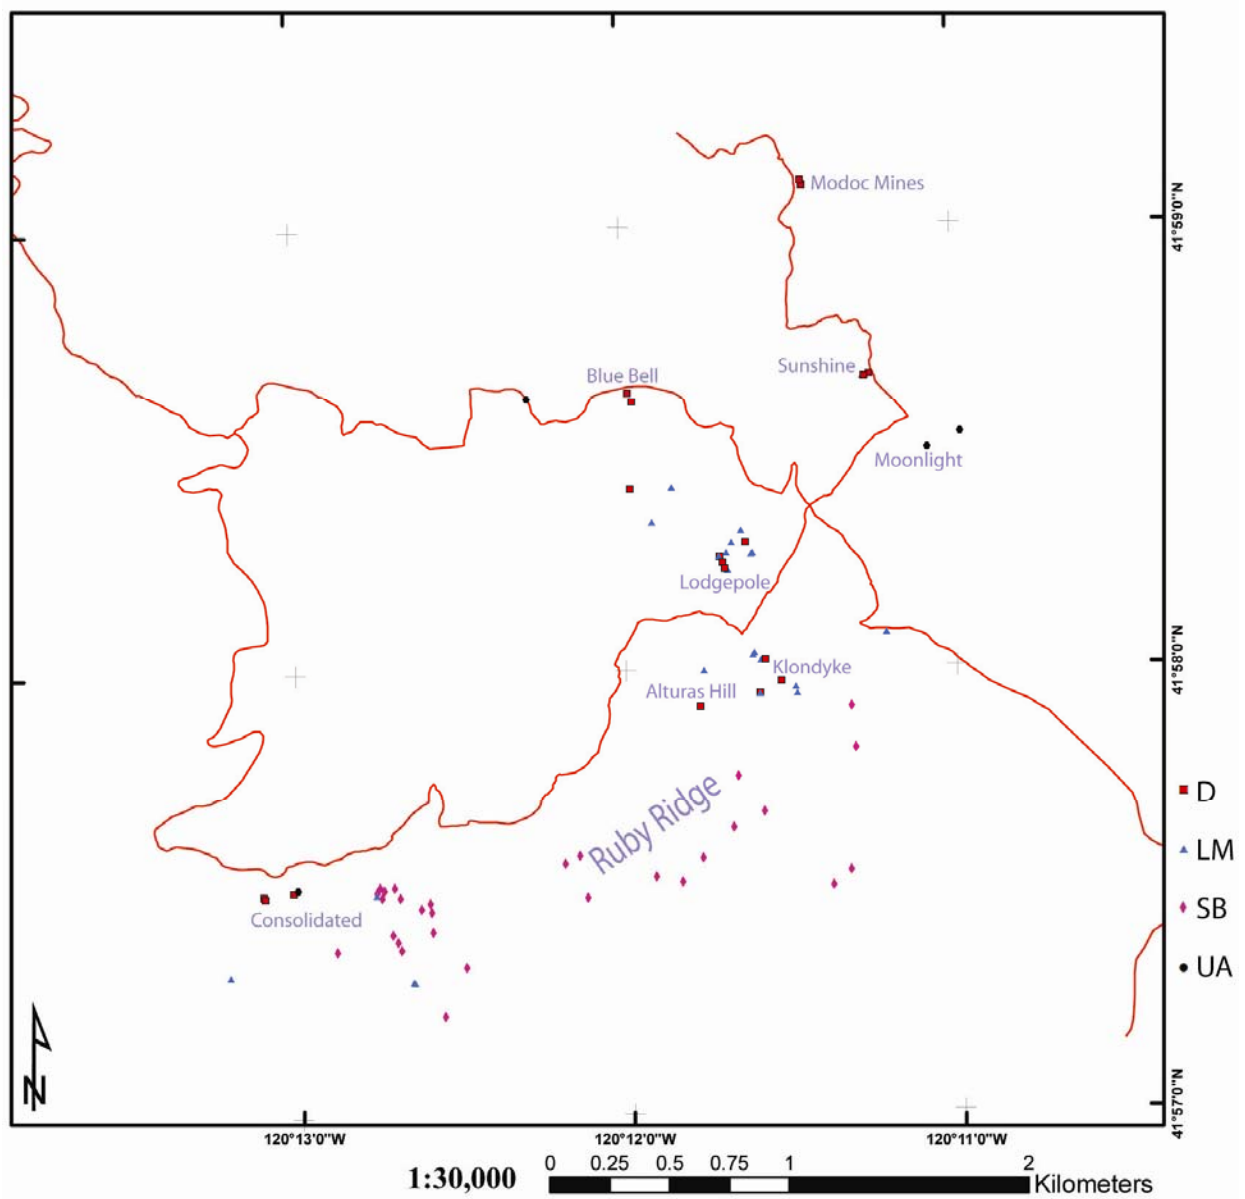 Modoc Mines
41°59'0"N
Blue Bell
Sunshine
Moonlight
Lodgepole
Klondyke
41°58'0"N
Alturas Hill
Ruby Ridge
D
LM
SB
UA
Consolidated
N
41°57'0"N
120°13'0"W
120°12'0"W
120°11'0"W
1:30,000
0 0.25 0.5 0.75 1 2
Kilometers